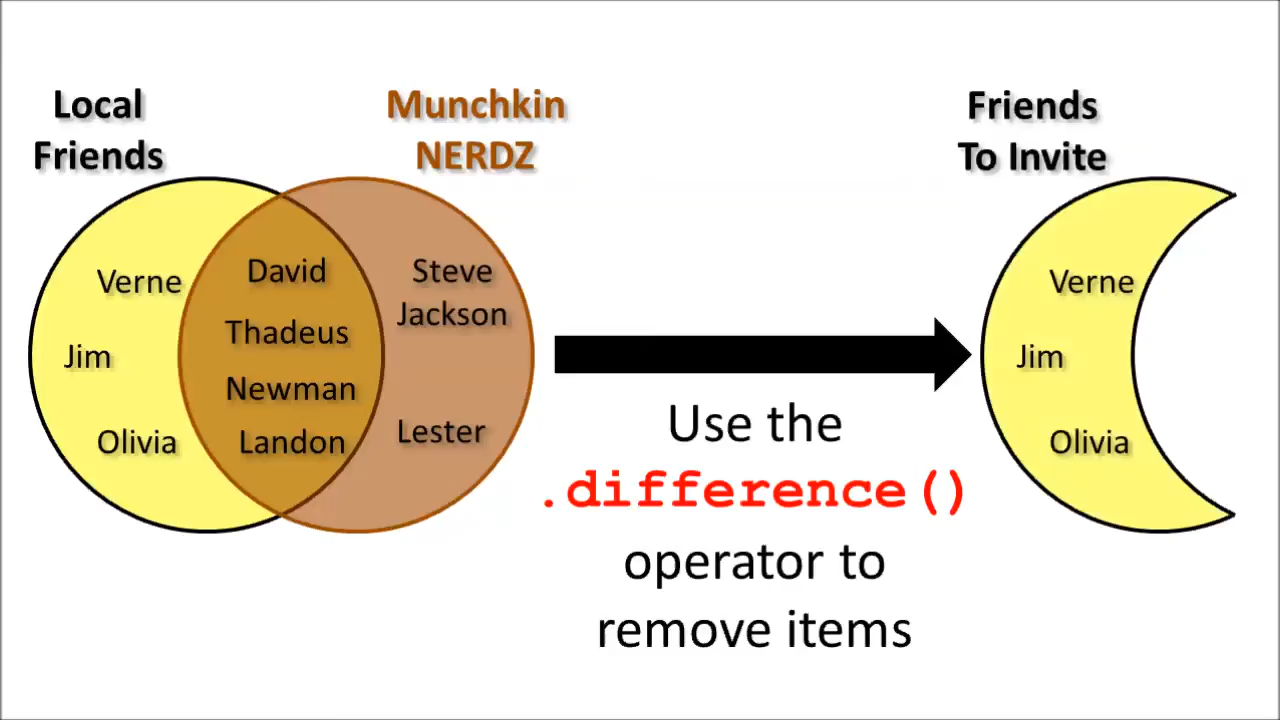 Local
Friends
Munchkin
NERDZ
Friends
To Invite
Verne
Jim
Olivia
David
Thadeus
Newman
Landon
Steve
Jackson
Lester
Use the
.difference()
operator to
remove items
Verne
Jim
Olivia